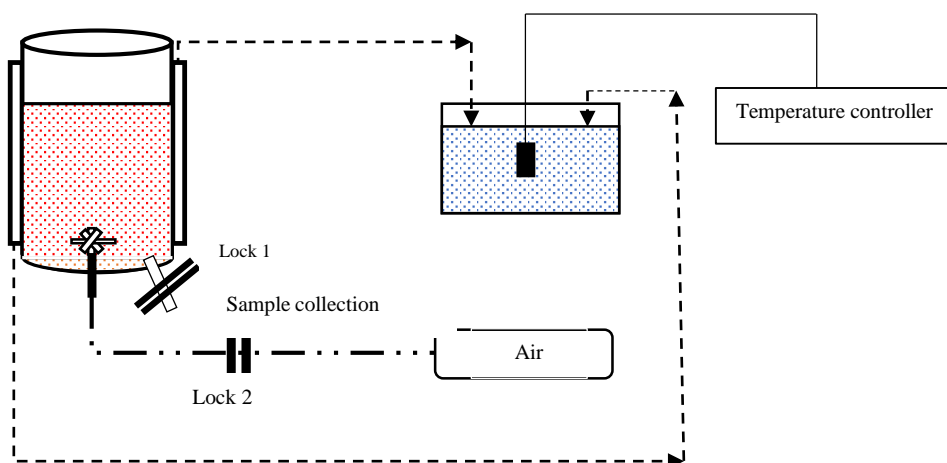 Temperature controller
Lock 1
Sample collection
Air
Lock 2